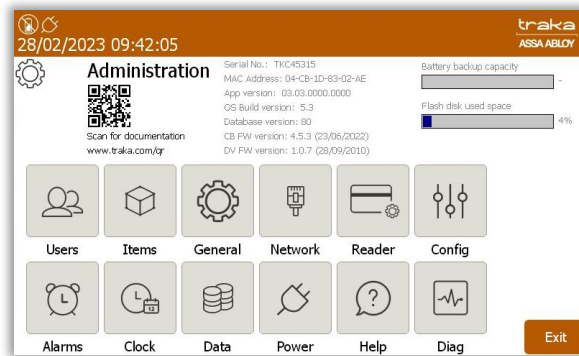 traka
28/02/2023 09:42:05
ASSA ABLOY
Administration
Scan for documentation
www.traka.com/qr
Serial No.: TKC45315
MAC Address: 04-CB-1D-83-02-AE
App version: 03.03.0000.0000
OS Build version: 5.3
Database version: 80
CB FW version: 4.5.3 (23/06/2022)
DV FW version: 1.0.7 (28/09/2010)
Battery backup capacity
-
Flash disk used space
4%
Users
Items
General
Network
Reader
Config
12
Alarms
Clock
Data
Power
Help
Diag
Exit